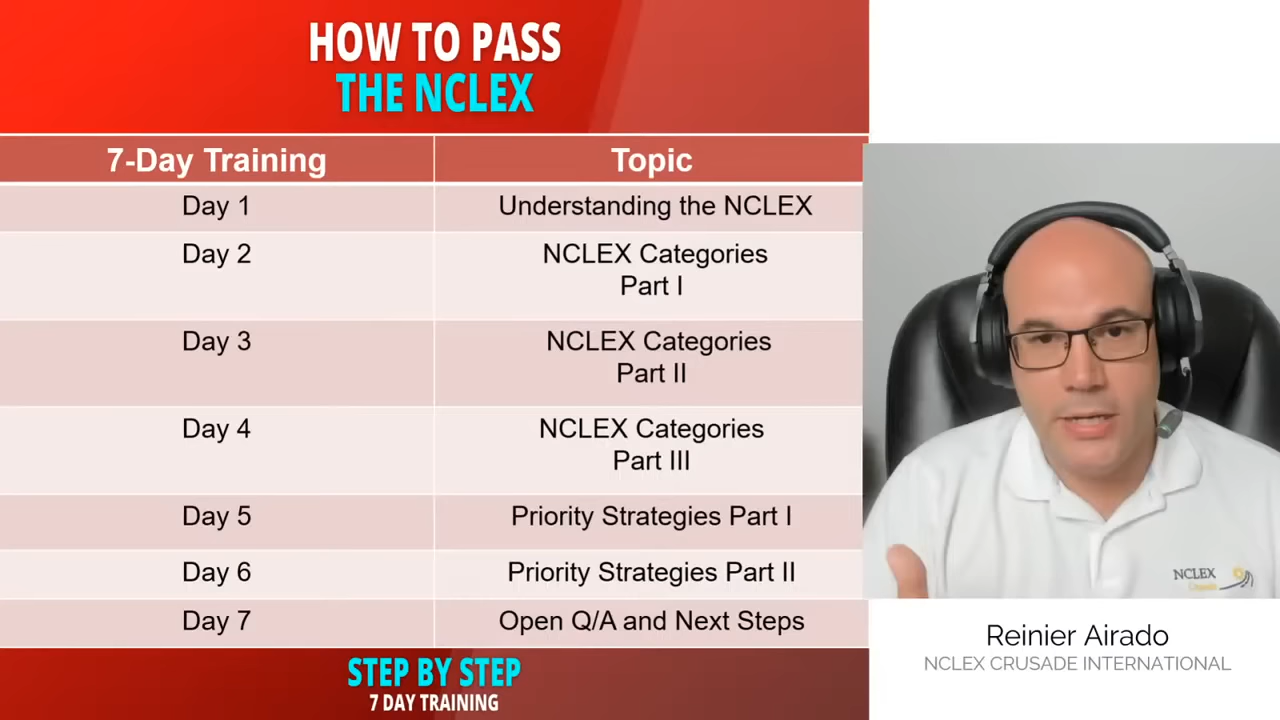 HOW TO PASS
THE NCLEX
7-Day Training Topic
Day 1 Understanding the NCLEX
Day 2 NCLEX Categories
Part I
Day 3 NCLEX Categories
Part II
Day 4 NCLEX Categories
Part III
Day 5 Priority Strategies Part I
Day 6 Priority Strategies Part II
Day 7 Open Q/A and Next Steps
STEP BY STEP
7 DAY TRAINING
NCLEX
Crusade
Reinier Airado
NCLEX CRUSADE INTERNATIONAL